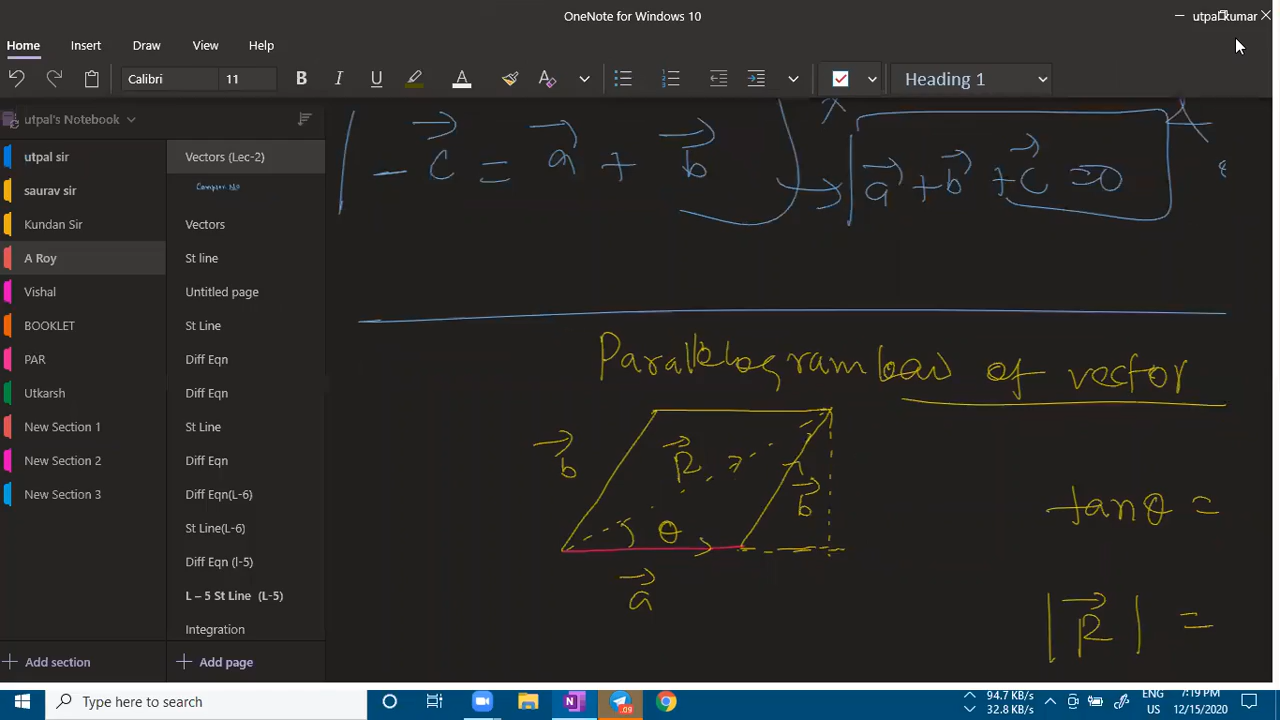 OneNote for Windows 10
utpal kumar
Home Insert Draw View Help
Calibri 11 B I U A Heading 1
utpal's Notebook
utpal sir
saurav sir
Kundan Sir
A Roy
Vishal
BOOKLET
PAR
Utkarsh
New Section 1
New Section 2
New Section 3
Add section
Vectors (Lec-2)
Vectors
St line
Untitled page
St Line
Diff Eqn
Diff Eqn
St Line
Diff Eqn
Diff Eqn(L-6)
St Line(L-6)
Diff Eqn (l-5)
L – 5 St Line (L-5)
Integration
Add page
- c⃗ = a⃗ + b⃗
a⃗ + b⃗ + c⃗ = 0
Parallelogram law of vector
b⃗ R⃗ b⃗
θ
a⃗
tanθ =
|R⃗| =
Type here to search
09
94.7 KB/s
32.8 KB/s
ENG
US
7:19 PM
12/15/2020